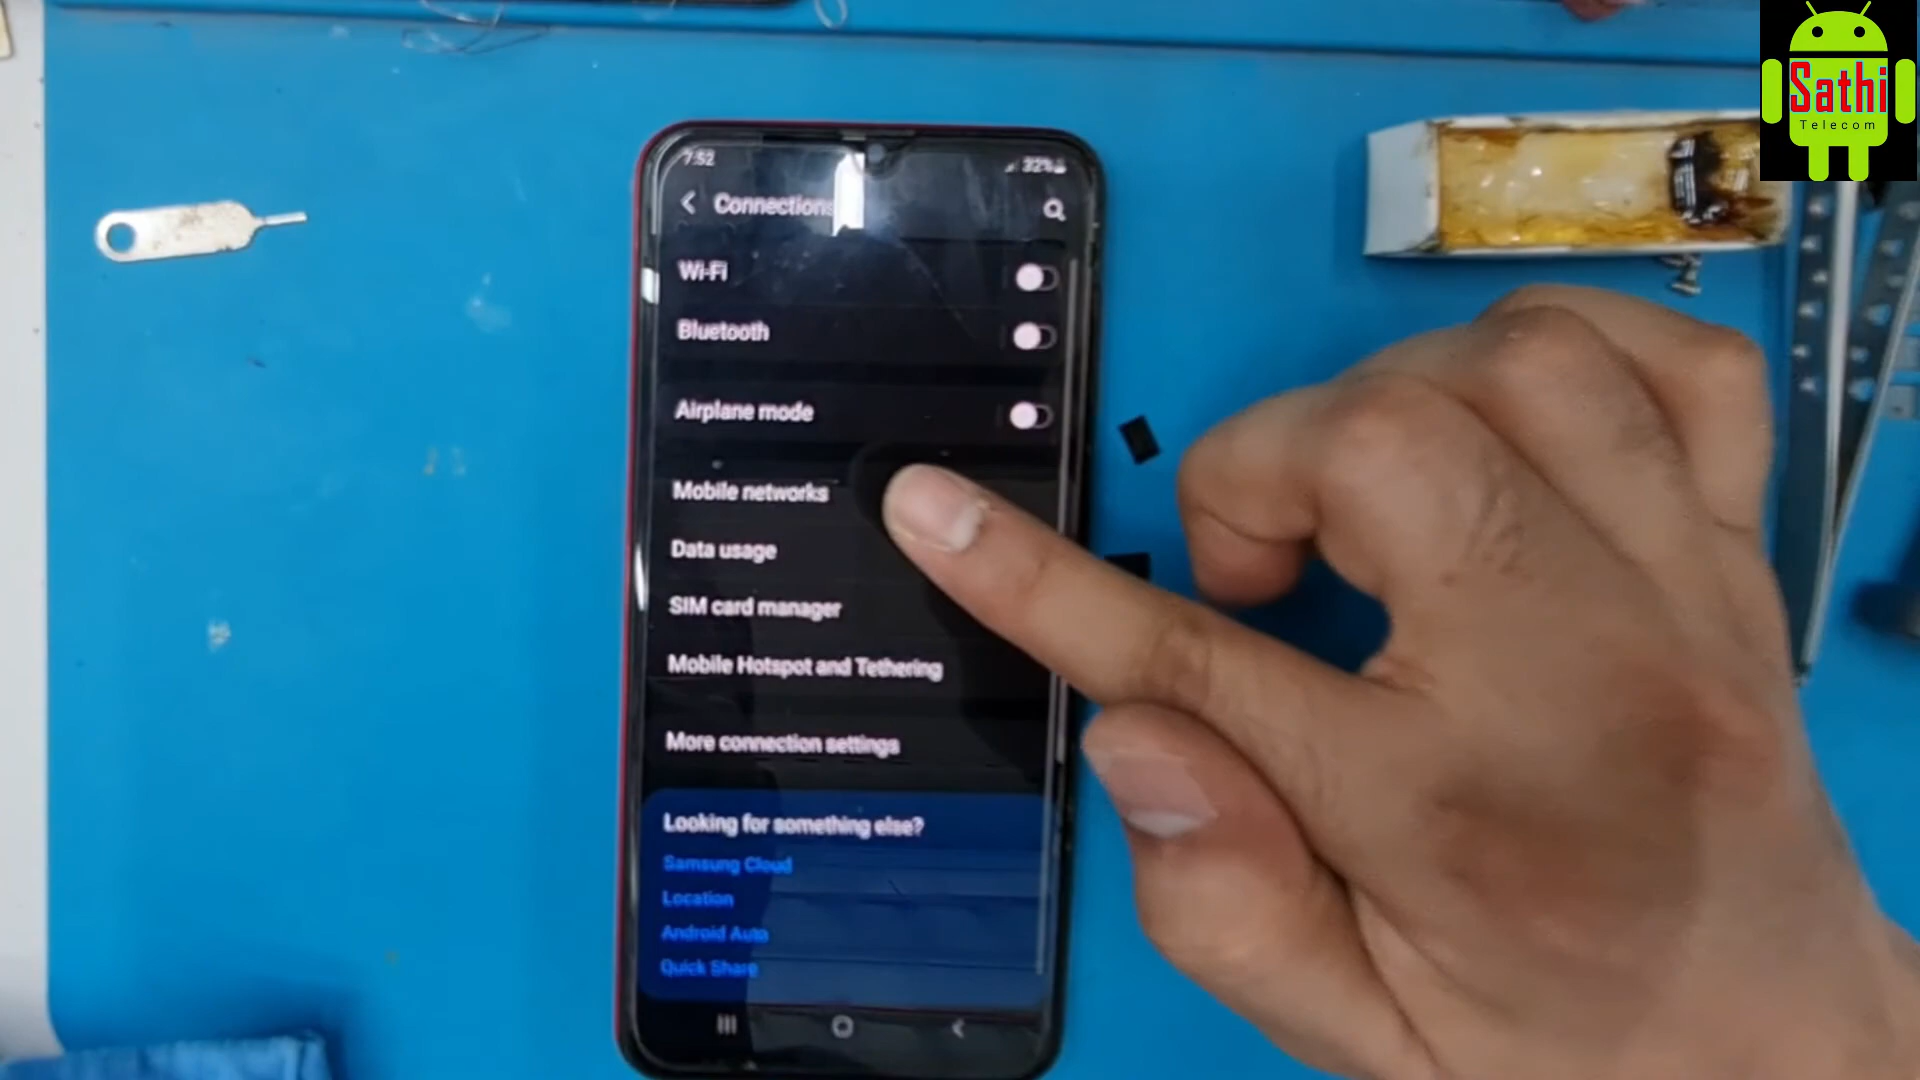 Sathi
Telecom
7:52
32%
Connections
Wi-Fi
Bluetooth
Airplane mode
Mobile networks
Data usage
SIM card manager
Mobile Hotspot and Tethering
More connection settings
Looking for something else?
Samsung Cloud
Location
Android Auto
Quick Share